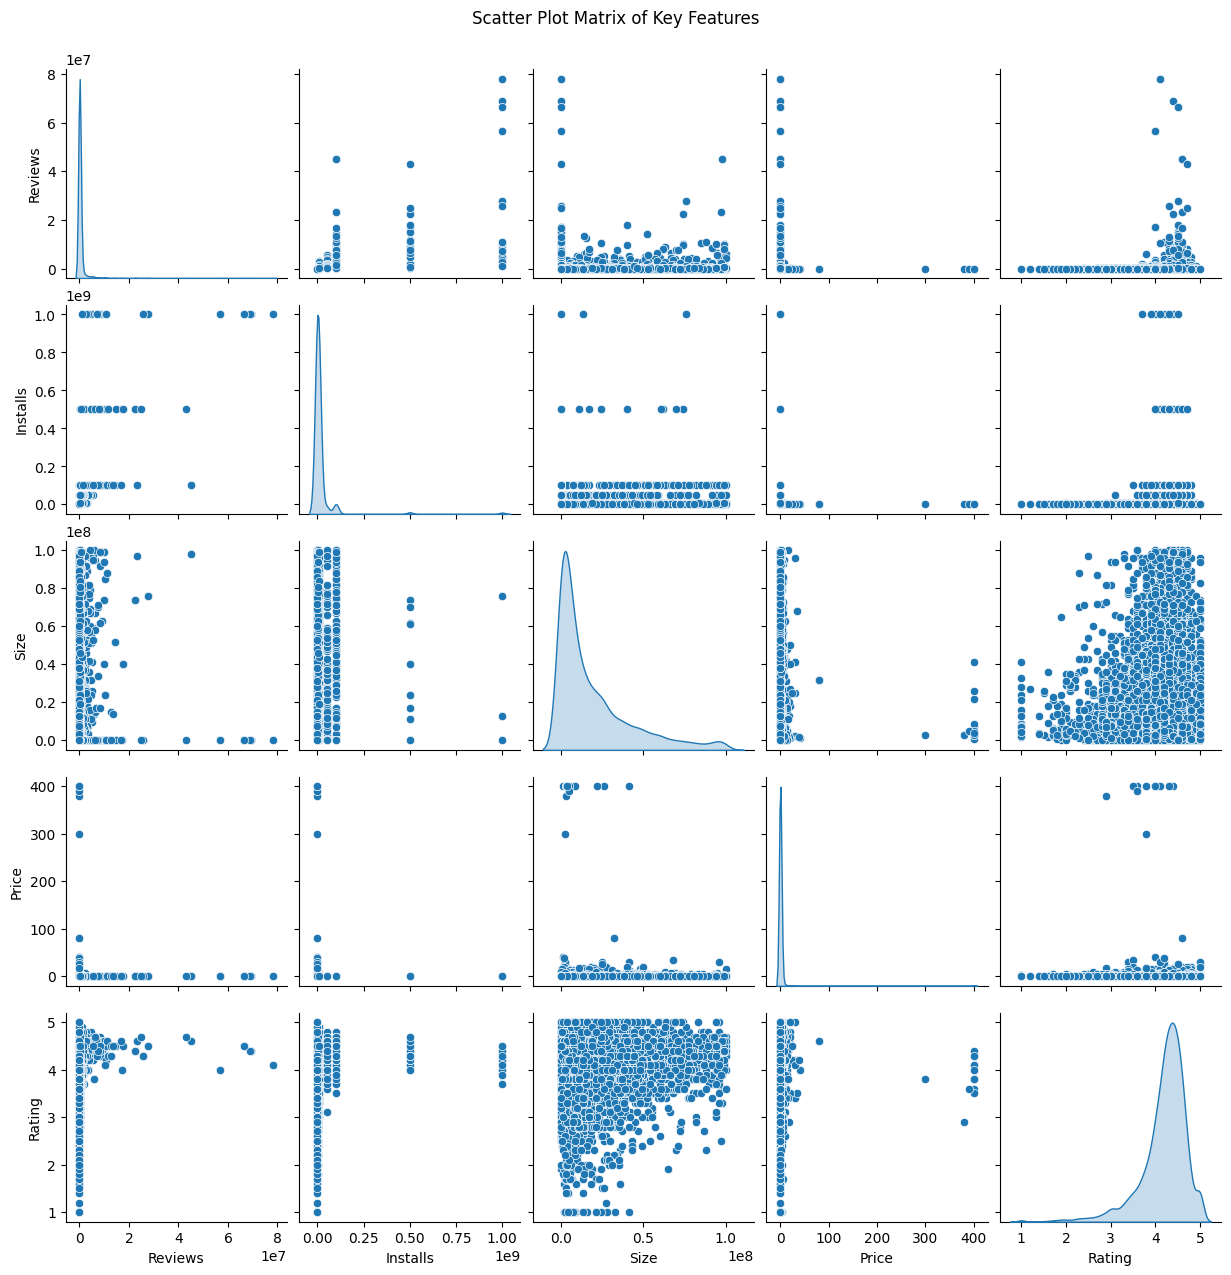 Scatter Plot Matrix of Key Features
1e7
8
6
4
2
0
Reviews
1e9
1.0
0.8
0.6
0.4
0.2
0.0
Installs
1e8
1.0
0.8
0.6
0.4
0.2
0.0
Size
400
300
200
100
0
Price
5
4
3
2
1
Rating
0 2 4 6 8
1e7
Reviews
0.00 0.25 0.50 0.75 1.00
1e9
Installs
0.0 0.5 1.0
1e8
Size
0 100 200 300 400
Price
1 2 3 4 5
Rating